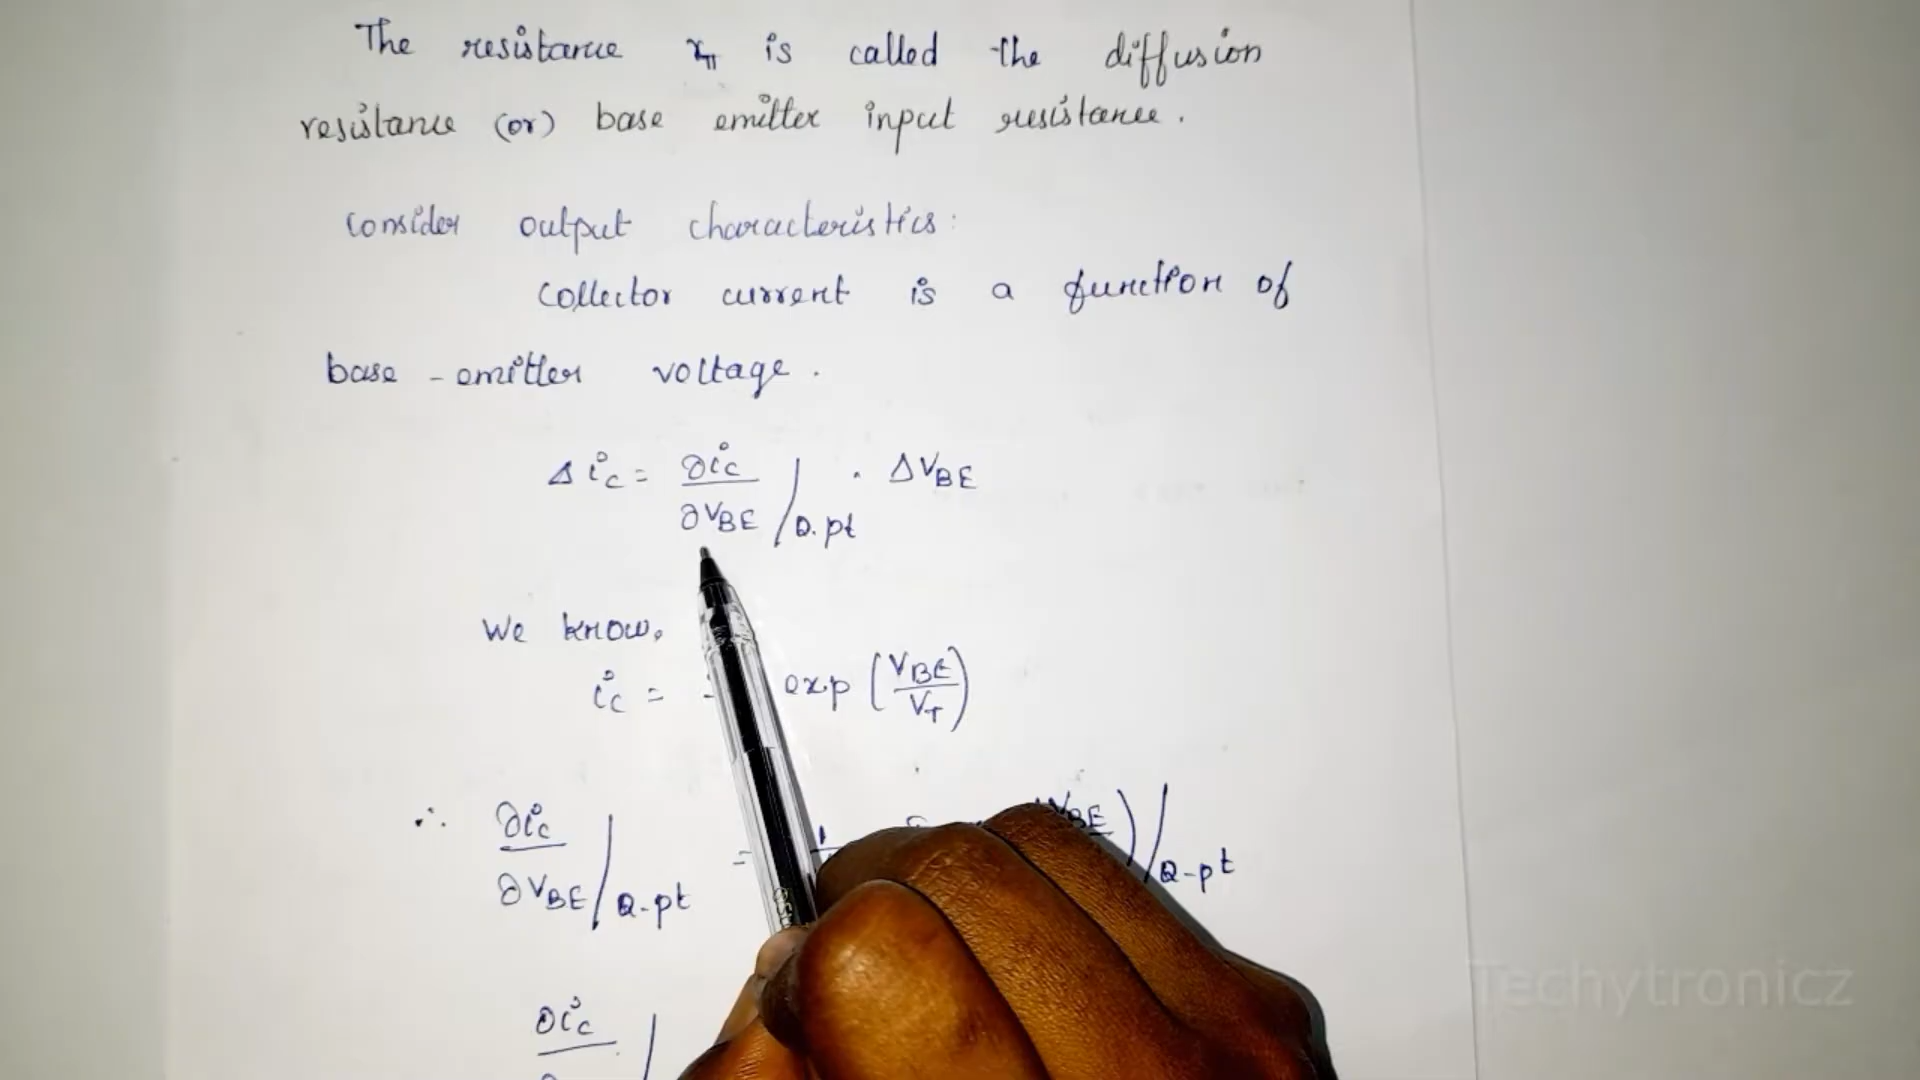 The resistance rπ is called the diffusion
resistance (or) base emitter input resistance.
Consider output characteristics:
Collector current is a function of
base-emitter voltage.
Δic = ∂ic/∂VBE |Q.pt . ΔVBE
We know,
ic = exp (VBE/VT)
∴ ∂ic/∂VBE |Q-pt = VBE) |Q-pt
∂ic
Techytronicz